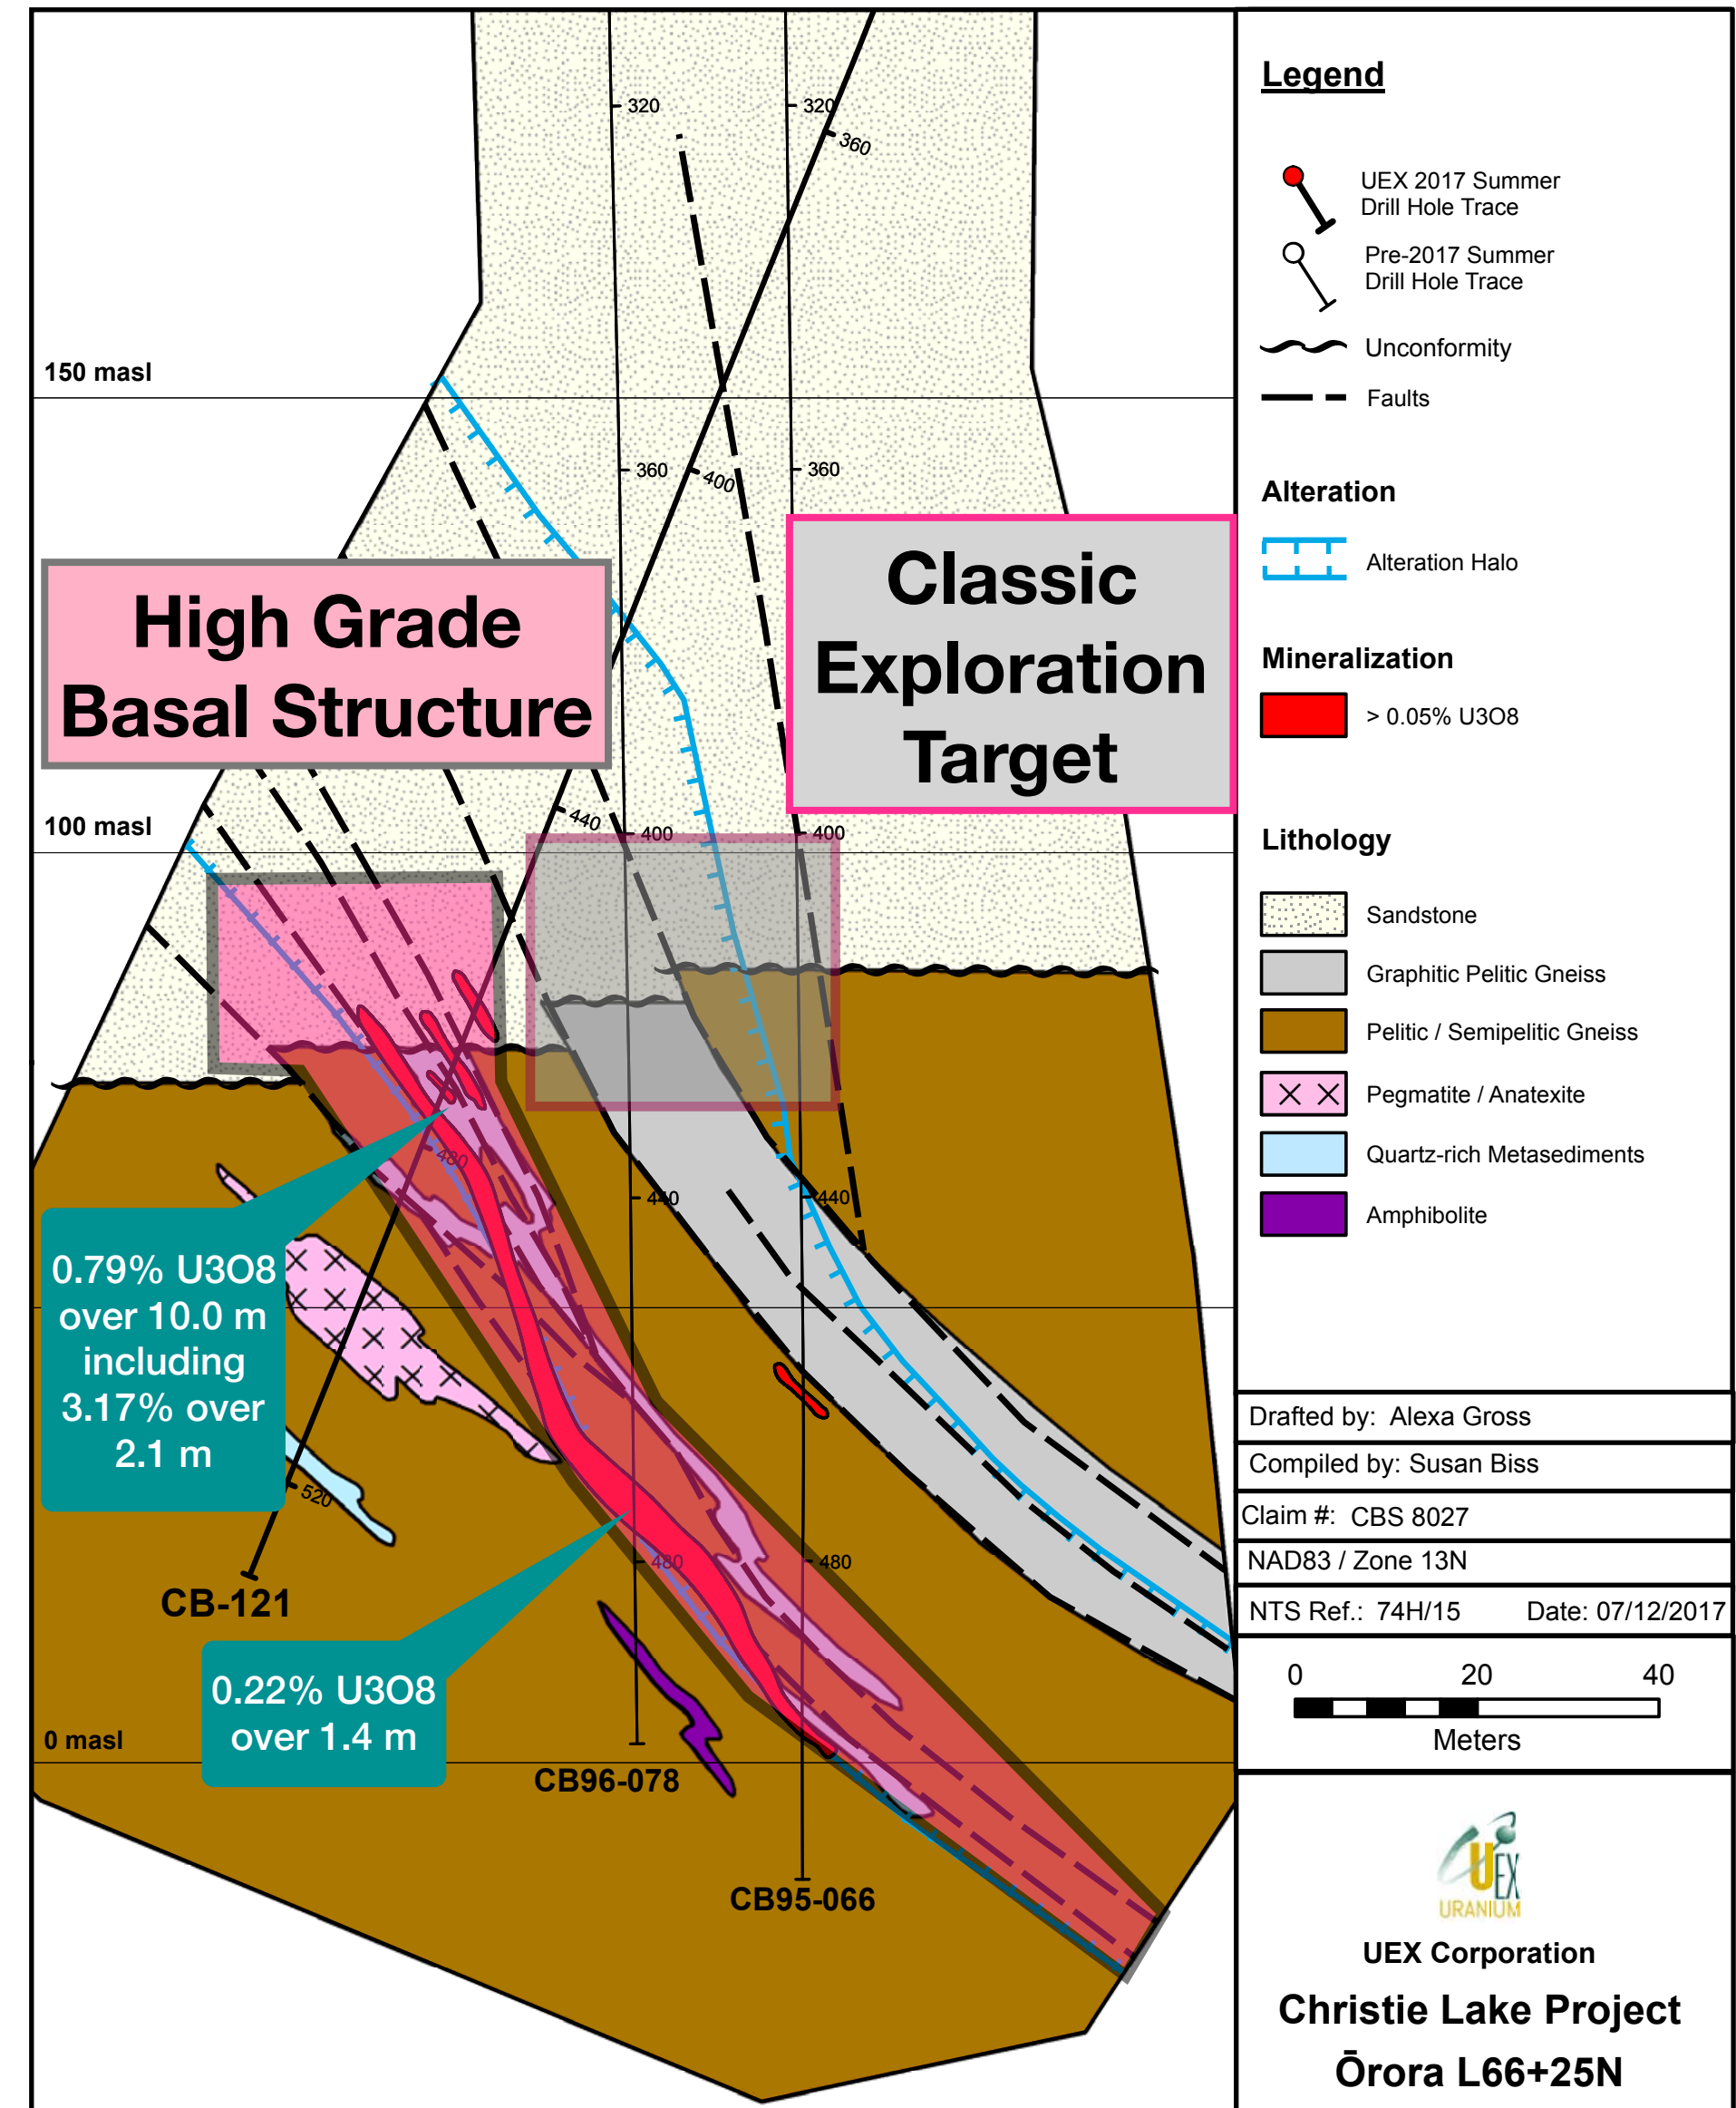 320
320
360
150 masl
360
400
360
High Grade
Basal Structure
Classic
Exploration
Target
100 masl
440
400
400
480
440
440
0.79% U3O8
over 10.0 m
including
3.17% over
2.1 m
520
480
480
CB-121
0.22% U3O8
over 1.4 m
0 masl
CB96-078
CB95-066
Legend
UEX 2017 Summer
Drill Hole Trace
Pre-2017 Summer
Drill Hole Trace
Unconformity
Faults
Alteration
Alteration Halo
Mineralization
> 0.05% U3O8
Lithology
Sandstone
Graphitic Pelitic Gneiss
Pelitic / Semipelitic Gneiss
Pegmatite / Anatexite
Quartz-rich Metasediments
Amphibolite
Drafted by: Alexa Gross
Compiled by: Susan Biss
Claim #: CBS 8027
NAD83 / Zone 13N
NTS Ref.: 74H/15 Date: 07/12/2017
0 20 40
Meters
UEX
URANIUM
UEX Corporation
Christie Lake Project
Ōrora L66+25N